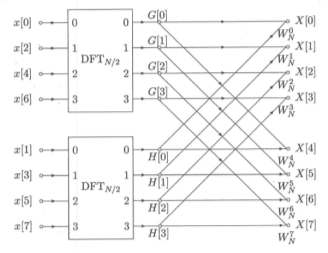 x[0] 0 0 G[0] X[0]
W_N^0
x[2] 1 1 G[1] X[1]
DFT_{N/2} W_N^1
x[4] 2 2 G[2] X[2]
W_N^2
x[6] 3 3 G[3] X[3]
W_N^3
x[1] 0 0 H[0] X[4]
W_N^4
x[3] 1 1 H[1] X[5]
DFT_{N/2} W_N^5
x[5] 2 2 H[2] X[6]
W_N^6
x[7] 3 3 H[3] X[7]
W_N^7